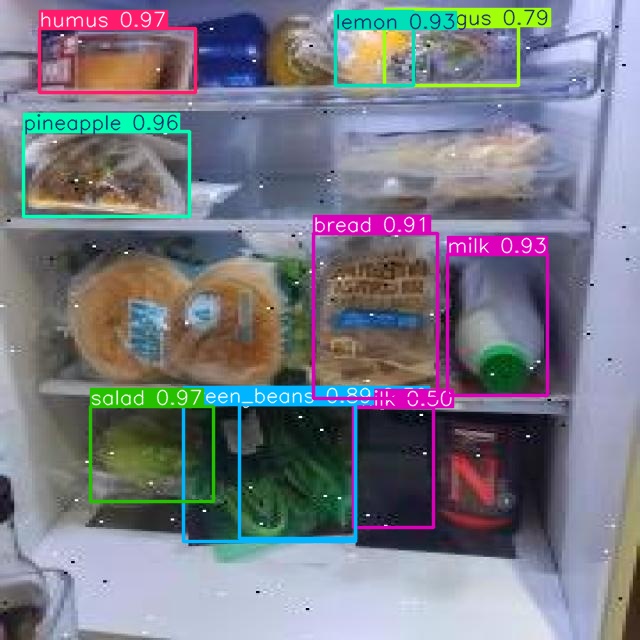 humus 0.97
lemon 0.93
gus 0.79
pineapple 0.96
bread 0.91
milk 0.93
salad 0.97
een_beans 0.89
ilk 0.50
N